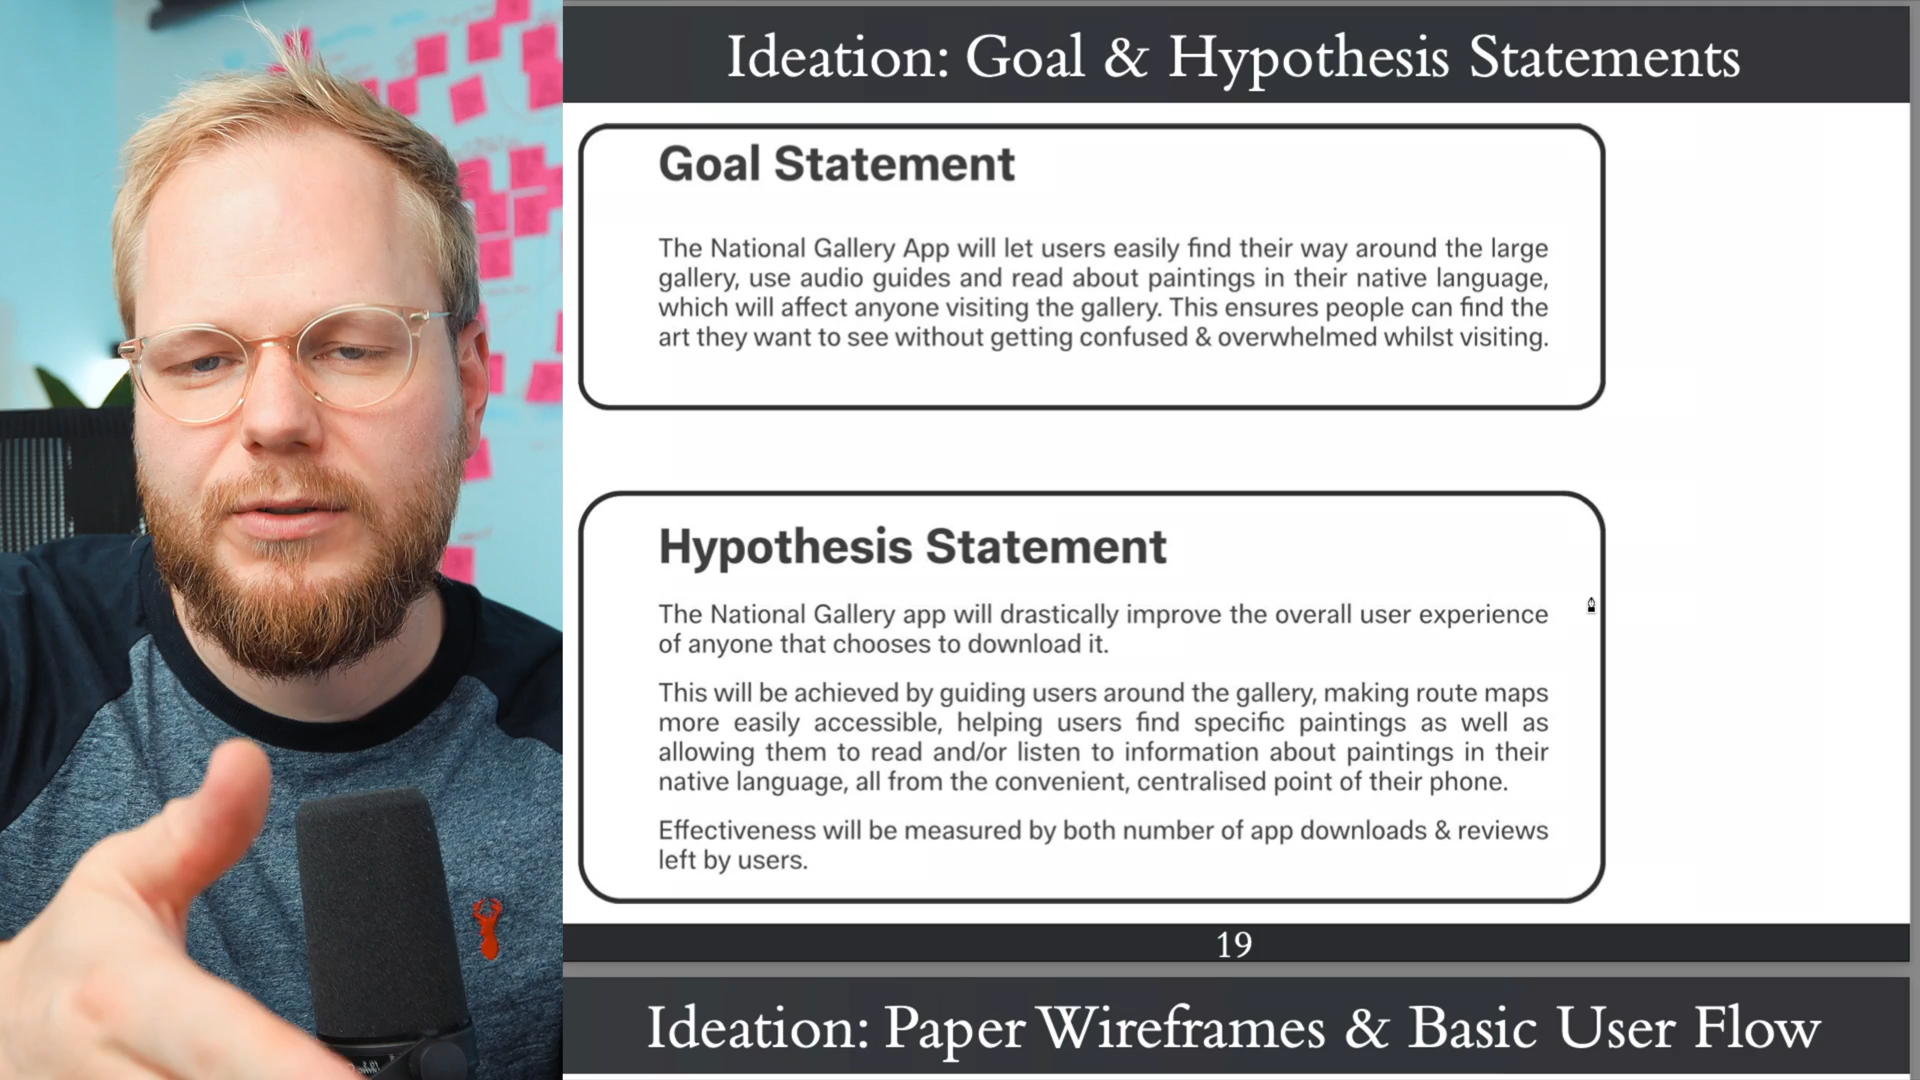 Ideation: Goal & Hypothesis Statements
Goal Statement
The National Gallery App will let users easily find their way around the large
gallery, use audio guides and read about paintings in their native language,
which will affect anyone visiting the gallery. This ensures people can find the
art they want to see without getting confused & overwhelmed whilst visiting.
Hypothesis Statement
The National Gallery app will drastically improve the overall user experience
of anyone that chooses to download it.
This will be achieved by guiding users around the gallery, making route maps
more easily accessible, helping users find specific paintings as well as
allowing them to read and/or listen to information about paintings in their
native language, all from the convenient, centralised point of their phone.
Effectiveness will be measured by both number of app downloads & reviews
left by users.
19
Ideation: Paper Wireframes & Basic User Flow